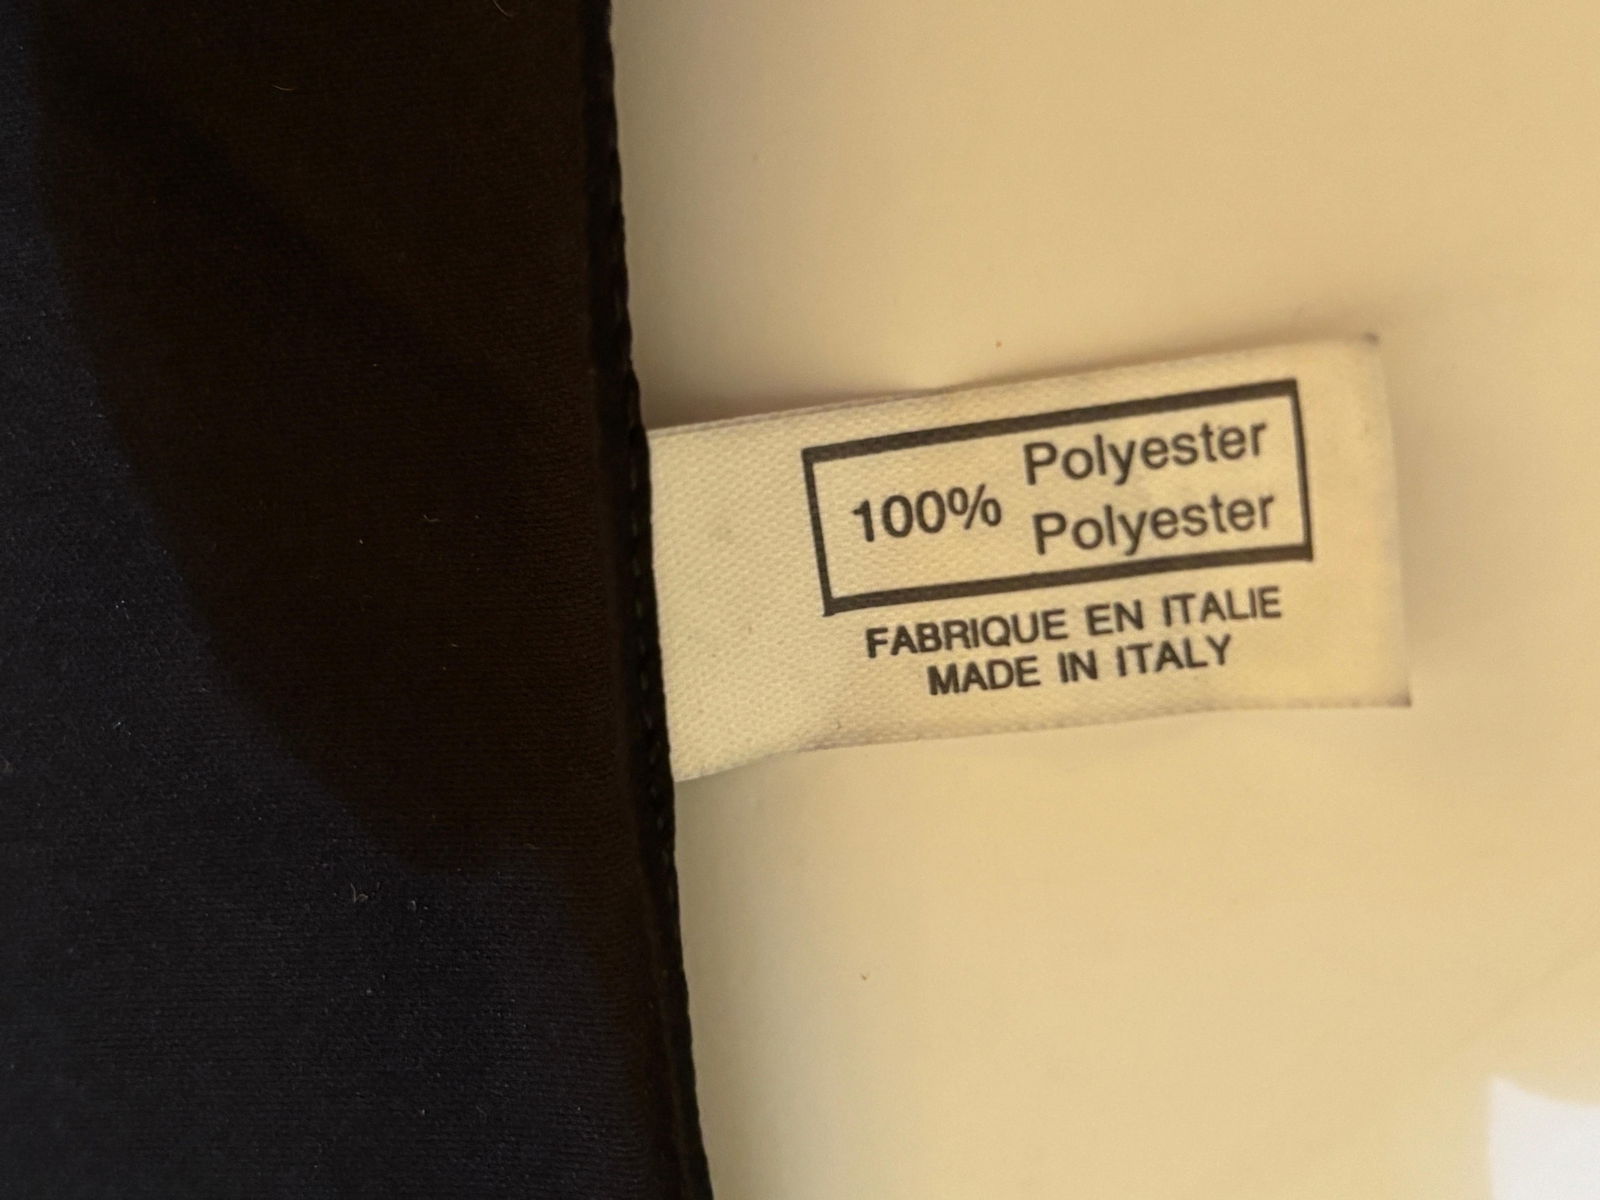 100% Polyester
Polyester
FABRIQUE EN ITALIE
MADE IN ITALY